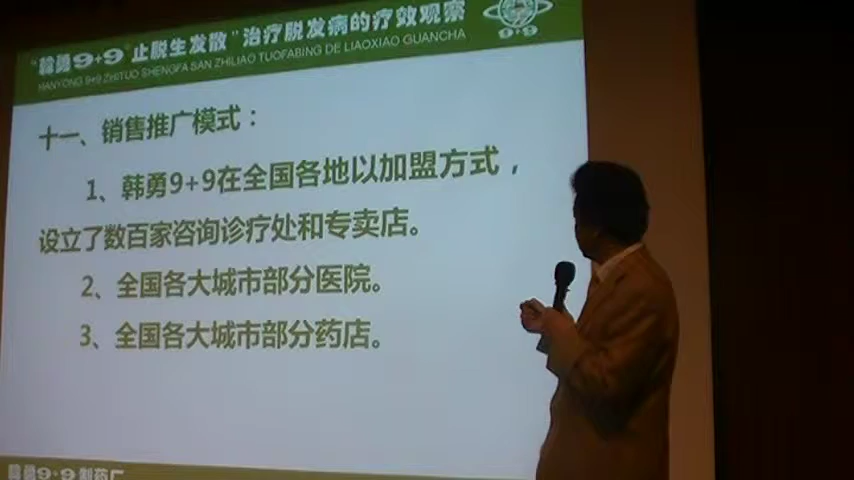 “韓勇9+9“止脱生发散”治疗脱发病的疗效观察
HANYONG 9+9 ZHITUO SHENGFA SAN ZHILIAO TUOFABING DE LIAOXIAO GUANCHA
9+9
十一、销售推广模式：
1、韩勇9+9在全国各地以加盟方式，
设立了数百家咨询诊疗处和专卖店。
2、全国各大城市部分医院。
3、全国各大城市部分药店。
韓勇9+9制药厂